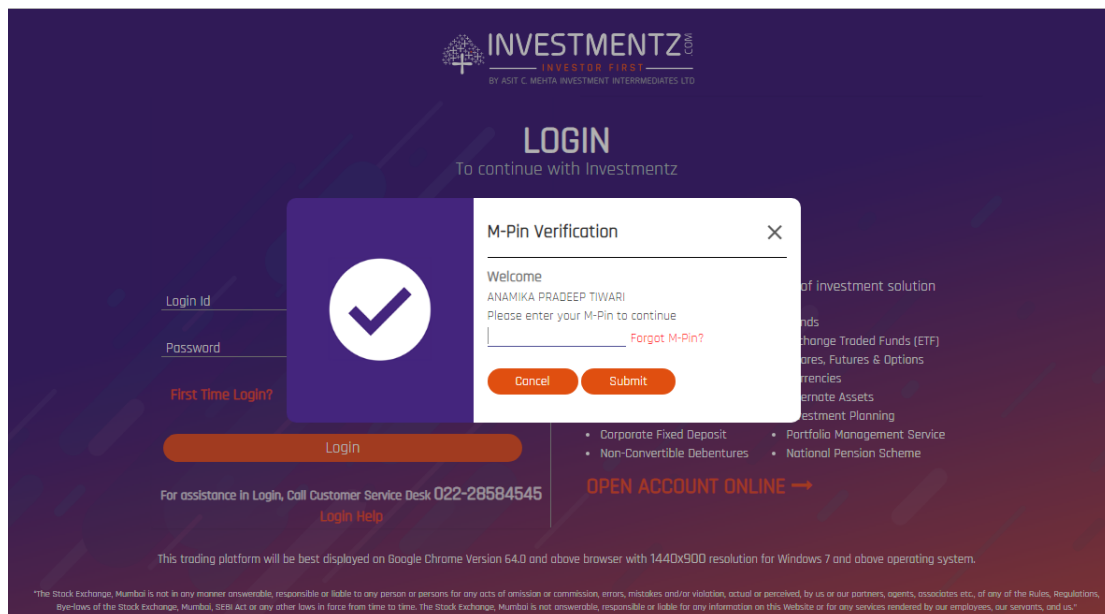 INVESTMENTZ.COM
INVESTOR FIRST
BY ASIT C. MEHTA INVESTMENT INTERRMEDIATES LTD
LOGIN
To continue with Investmentz
M-Pin Verification
Welcome
ANAMIKA PRADEEP TIWARI
Please enter your M-Pin to continue
Forgot M-Pin?
Cancel Submit
Login Id
Password
First Time Login?
Login
For assistance in Login, Call Customer Service Desk 022-28584545
Login Help
of investment solution
Exchange Traded Funds (ETF)
Futures & Options
Investment Planning
• Corporate Fixed Deposit • Portfolio Management Service
• Non-Convertible Debentures • National Pension Scheme
OPEN ACCOUNT ONLINE →
This trading platform will be best displayed on Google Chrome Version 64.0 and above browser with 1440x900 resolution for Windows 7 and above operating system.
"The Stock Exchange, Mumbai is not in any manner answerable, responsible or liable to any person or persons for any acts of omission or commission, errors, mistakes and/or violation, actual or perceived, by us or our partners, agents, associates etc., of any of the Rules, Regulations,
Bye-laws of the Stock Exchange, Mumbai, SEBI Act or any other laws in force from time to time. The Stock Exchange, Mumbai is not answerable, responsible or liable for any information on this Website or for any services rendered by our employees, our servants, and us."